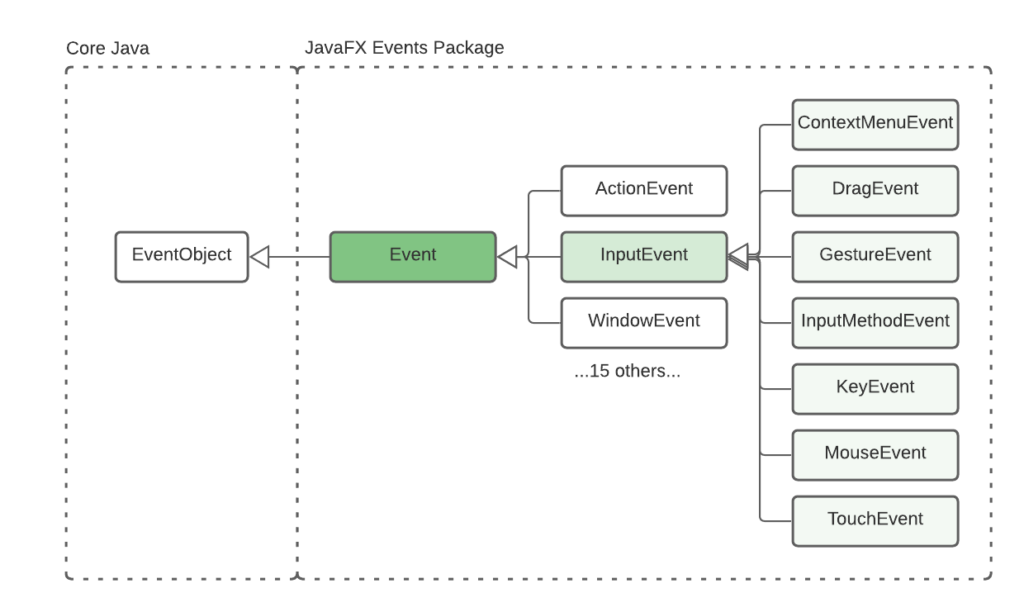 Core Java
JavaFX Events Package
EventObject
Event
ActionEvent
InputEvent
WindowEvent
...15 others...
ContextMenuEvent
DragEvent
GestureEvent
InputMethodEvent
KeyEvent
MouseEvent
TouchEvent